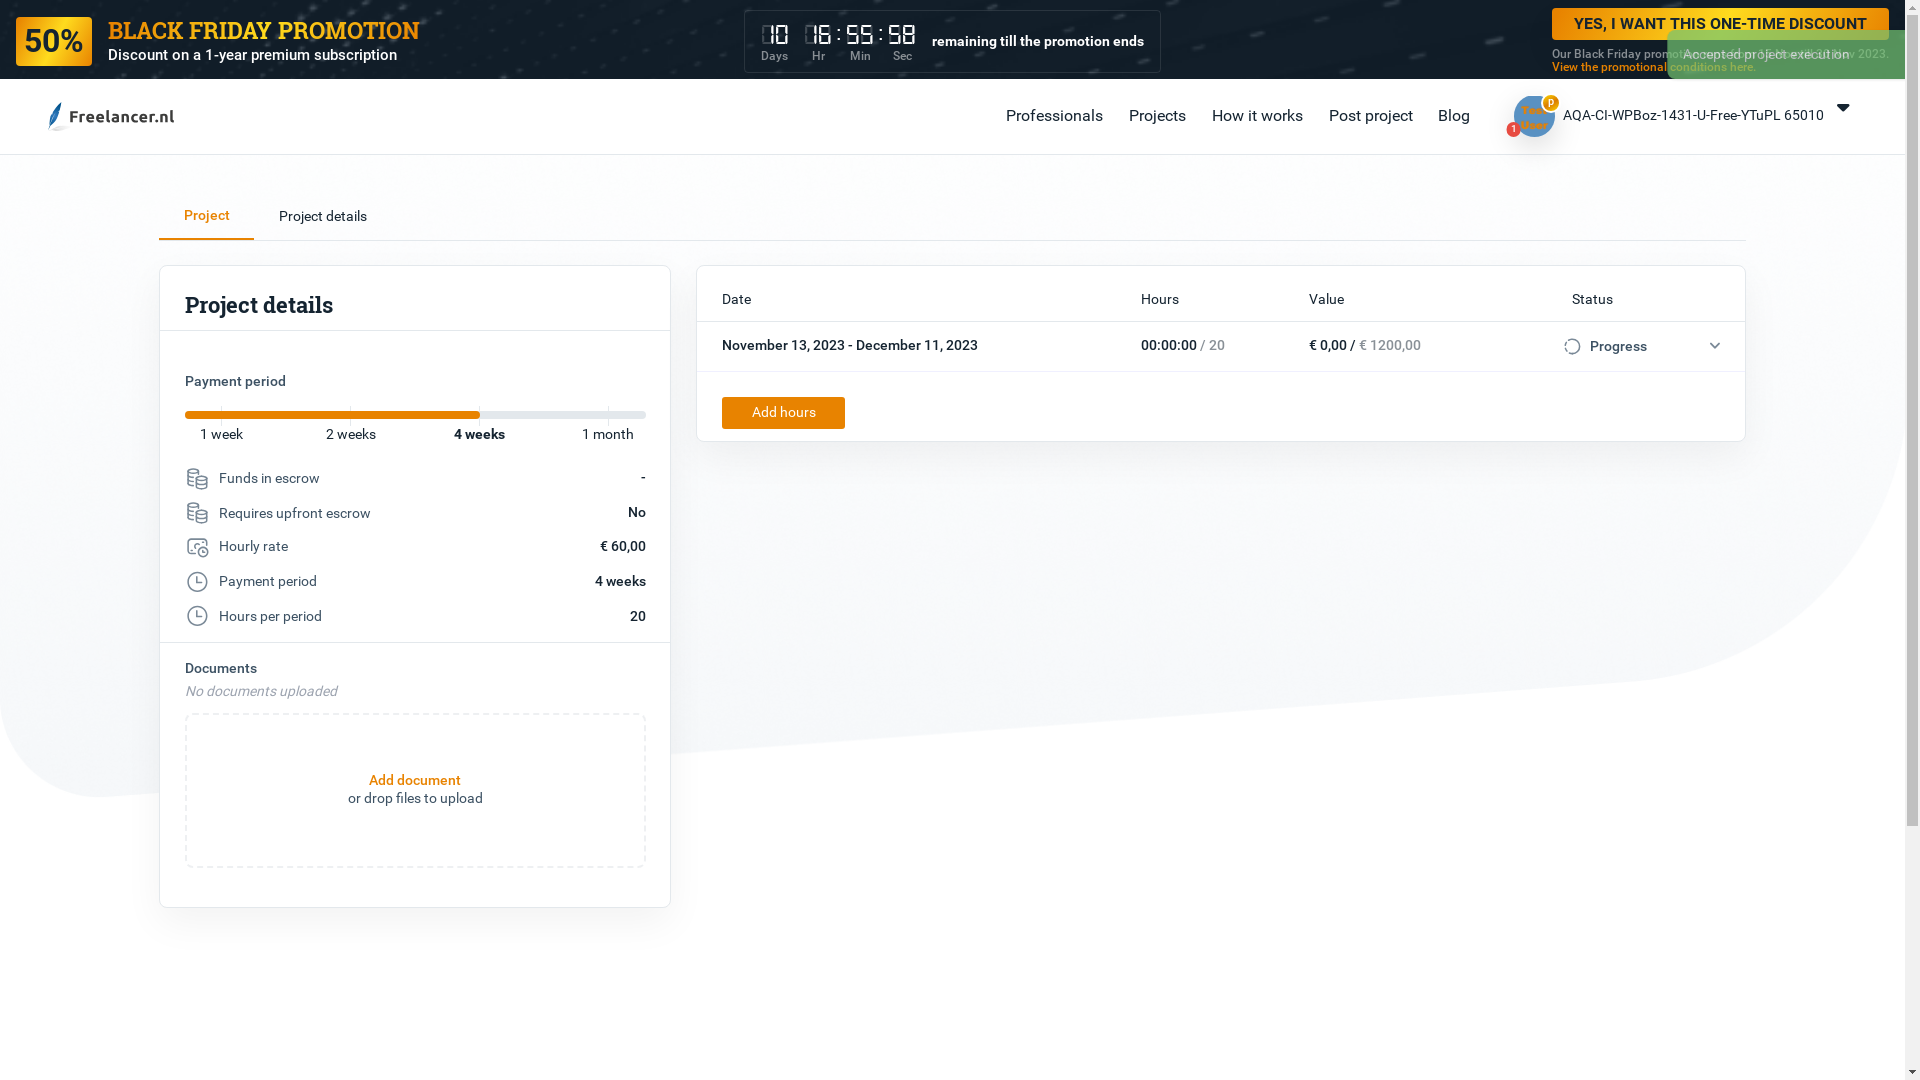 50%
BLACK FRIDAY PROMOTION
Discount on a 1-year premium subscription
10 16 : 55 : 58
Days Hr Min Sec
remaining till the promotion ends
YES, I WANT THIS ONE-TIME DISCOUNT
Our Black Friday
2023.
View the promotional conditions here.
Accepted project execution
Freelancer.nl
Professionals
Projects
How it works
Post project
Blog
p
1
User
AQA-CI-WPBoz-1431-U-Free-YTuPL 65010
Project
Project details
Project details
Payment period
1 week
2 weeks
4 weeks
1 month
Funds in escrow -
Requires upfront escrow No
Hourly rate € 60,00
Payment period 4 weeks
Hours per period 20
Documents
No documents uploaded
Add document
or drop files to upload
Date Hours Value Status
November 13, 2023 - December 11, 2023 00:00:00 / 20 € 0,00 / € 1200,00 Progress
Add hours